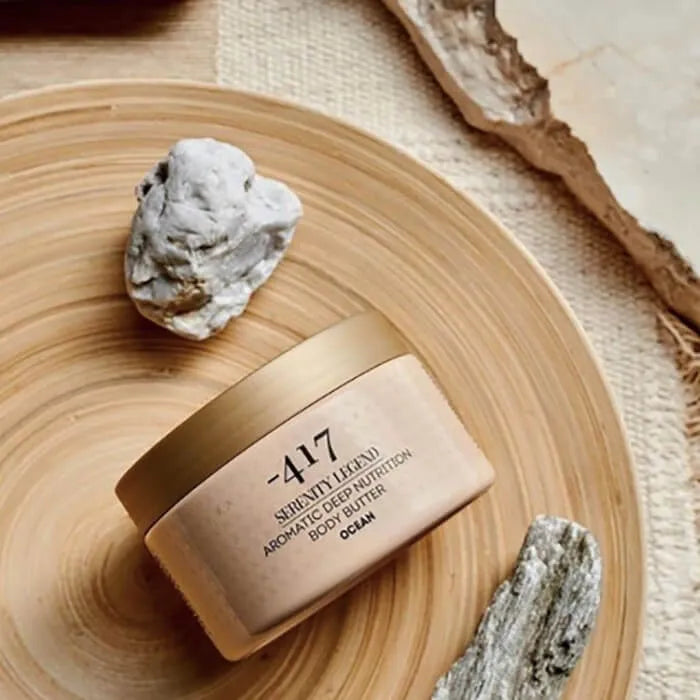 -417
SERENITY LEGEND
AROMATIC DEEP NUTRITION
BODY BUTTER
OCEAN